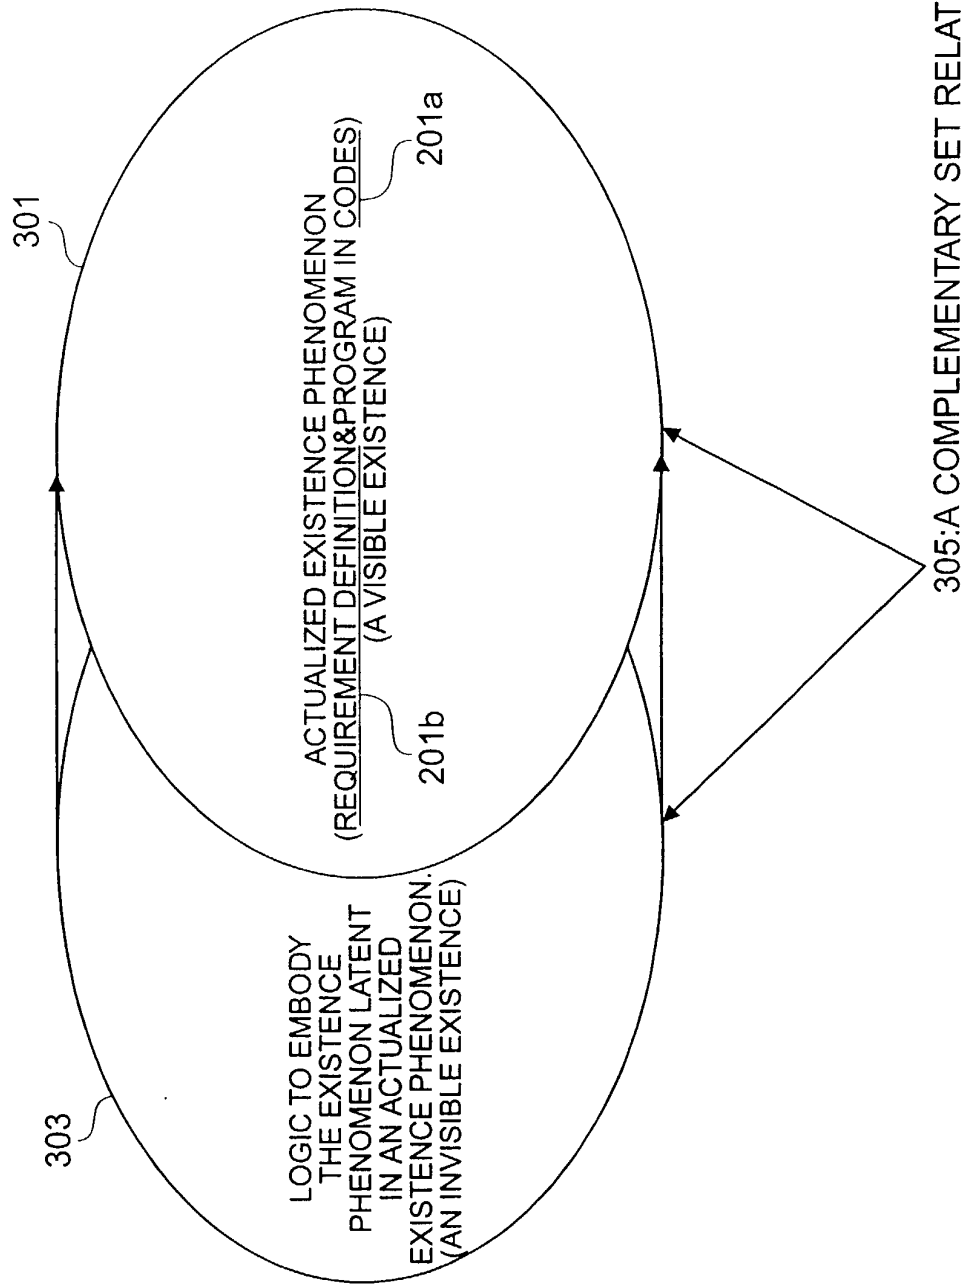 301
ACTUALIZED EXISTENCE PHENOMENON
(REQUIREMENT DEFINITION&PROGRAM IN CODES)
(A VISIBLE EXISTENCE)
201a
201b
303
LOGIC TO EMBODY
THE EXISTENCE
PHENOMENON LATENT
IN AN ACTUALIZED
EXISTENCE PHENOMENON.
(AN INVISIBLE EXISTENCE)
305:A COMPLEMENTARY SET RELAT